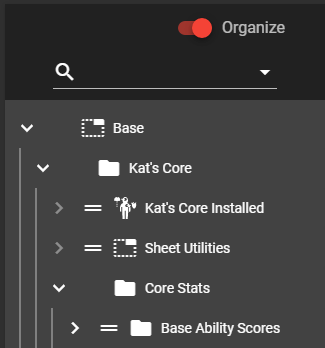 Organize
Base
Kat's Core
Kat's Core Installed
Sheet Utilities
Core Stats
Base Ability Scores